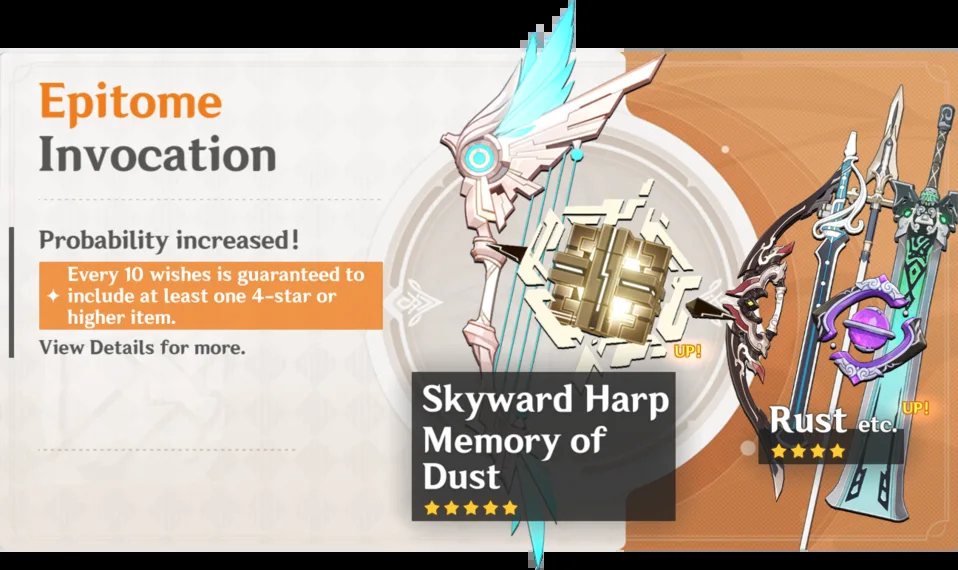 Epitome
Invocation
Probability increased!
Every 10 wishes is guaranteed to
✦ include at least one 4-star or
higher item.
View Details for more.
UP!
Skyward Harp
Memory of
Dust
★★★★★
UP!
Rust etc.
★★★★